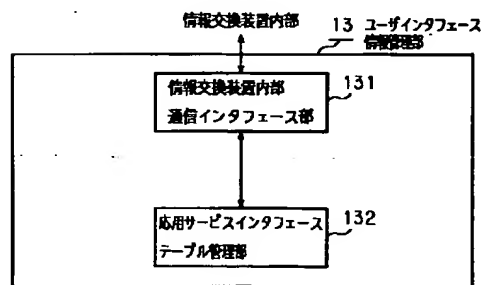 情報交換装置内部
13 ユーザインタフェース
情報管理部
情報交換装置内部
通信インタフェース部
131
応用サービスインタフェース
テーブル管理部
132